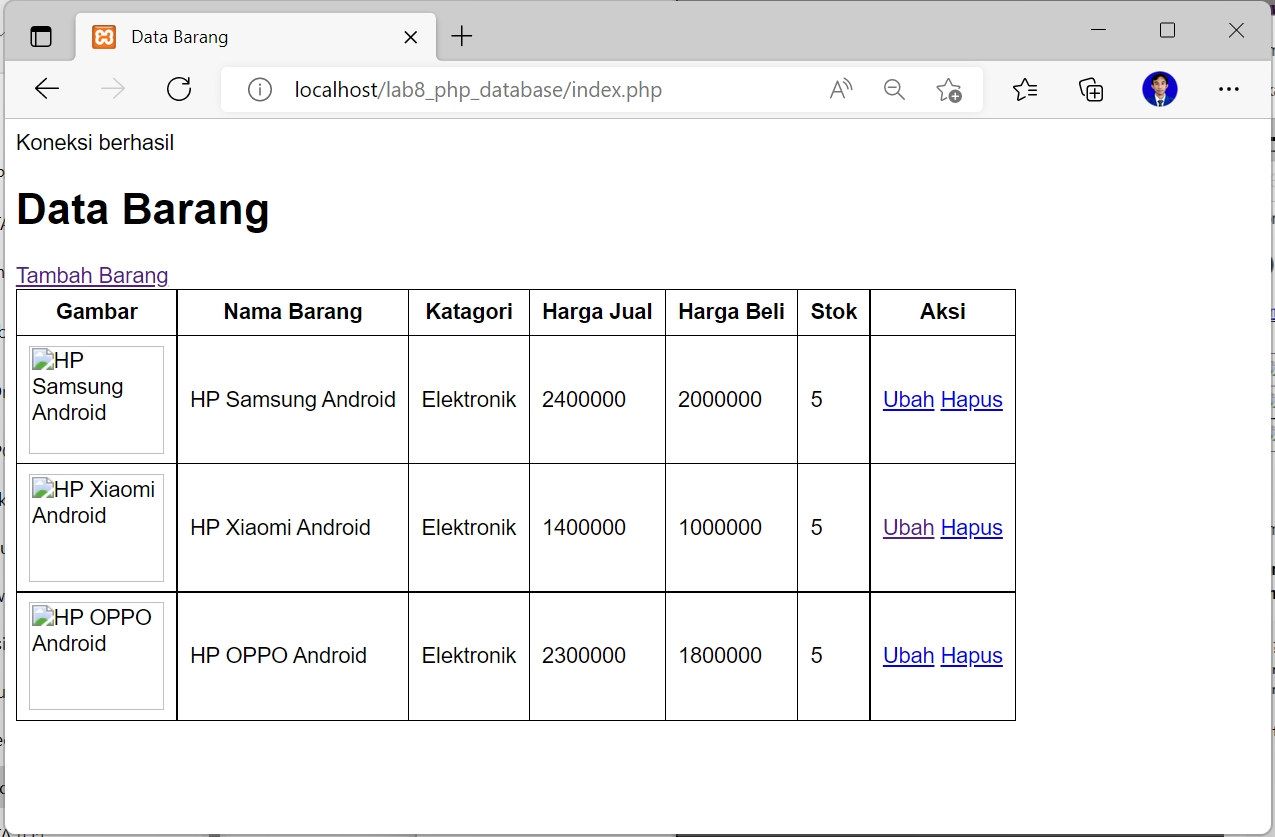 Data Barang
localhost/lab8_php_database/index.php
Koneksi berhasil
Data Barang
Tambah Barang
Gambar Nama Barang Katagori Harga Jual Harga Beli Stok Aksi
HP Samsung Android HP Samsung Android Elektronik 2400000 2000000 5 Ubah Hapus
HP Xiaomi Android HP Xiaomi Android Elektronik 1400000 1000000 5 Ubah Hapus
HP OPPO Android HP OPPO Android Elektronik 2300000 1800000 5 Ubah Hapus